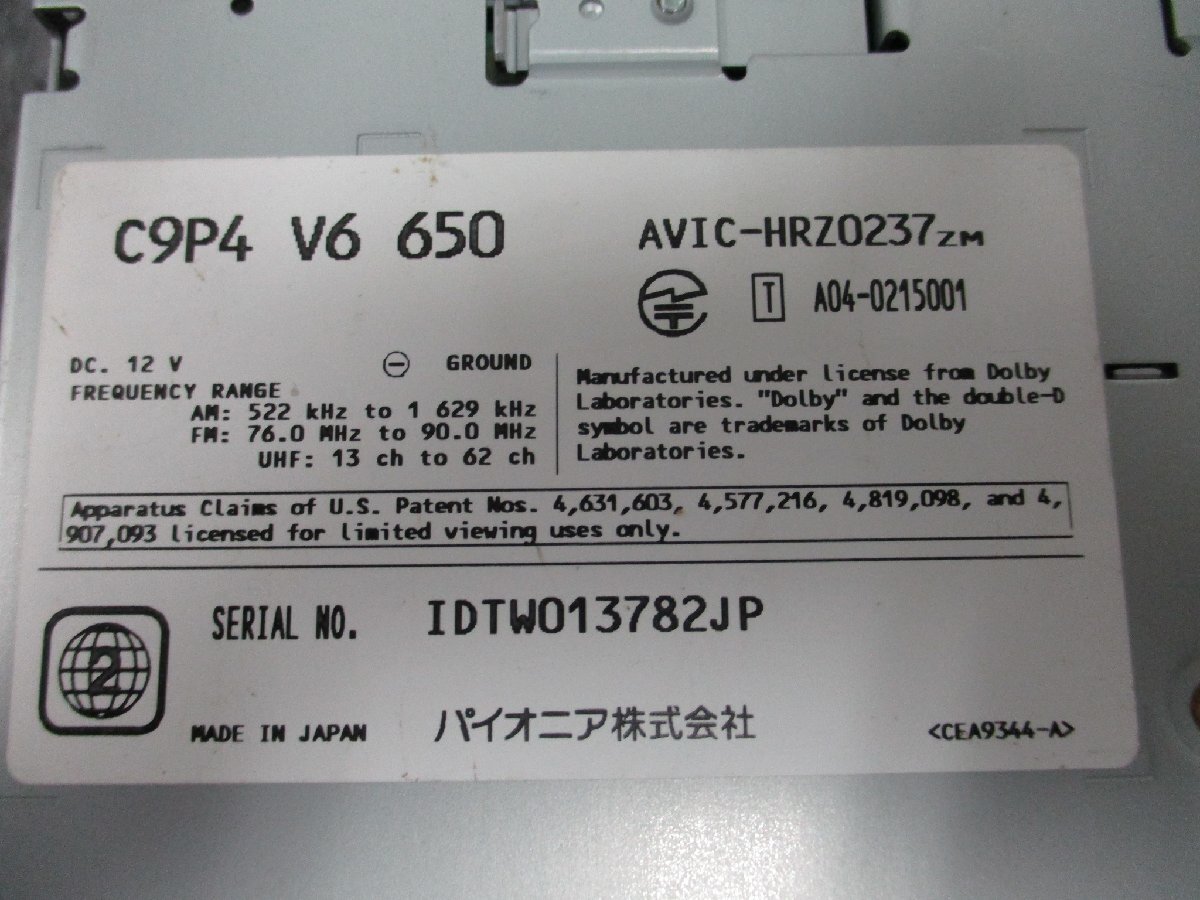 C9P4 V6 650
AVIC-HRZ0237ZM
T A04-0215001
DC. 12 V ⊖ GROUND
FREQUENCY RANGE
AM: 522 kHz to 1 629 kHz
FM: 76.0 MHz to 90.0 MHz
UHF: 13 ch to 62 ch
Manufactured under license from Dolby
Laboratories. "Dolby" and the double-D
symbol are trademarks of Dolby
Laboratories.
Apparatus Claims of U.S. Patent Nos. 4,631,603, 4,577,216, 4,819,098, and 4,
907,093 licensed for limited viewing uses only.
2
SERIAL NO. IDTW013782JP
MADE IN JAPAN パイオニア株式会社 <CEA9344-A>